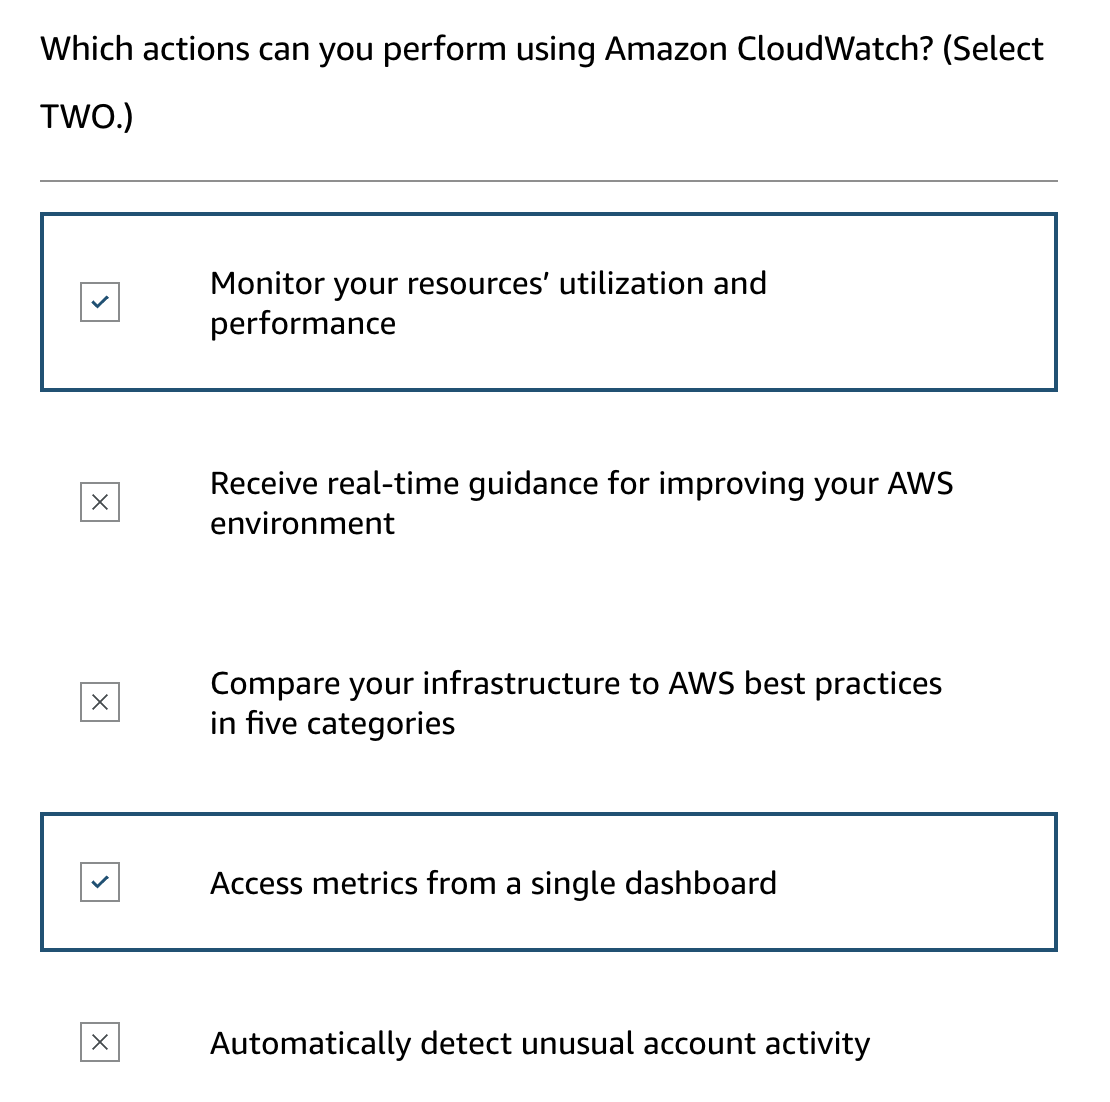 Which actions can you perform using Amazon CloudWatch? (Select
TWO.)
Monitor your resources’ utilization and
performance
Receive real-time guidance for improving your AWS
environment
Compare your infrastructure to AWS best practices
in five categories
Access metrics from a single dashboard
Automatically detect unusual account activity